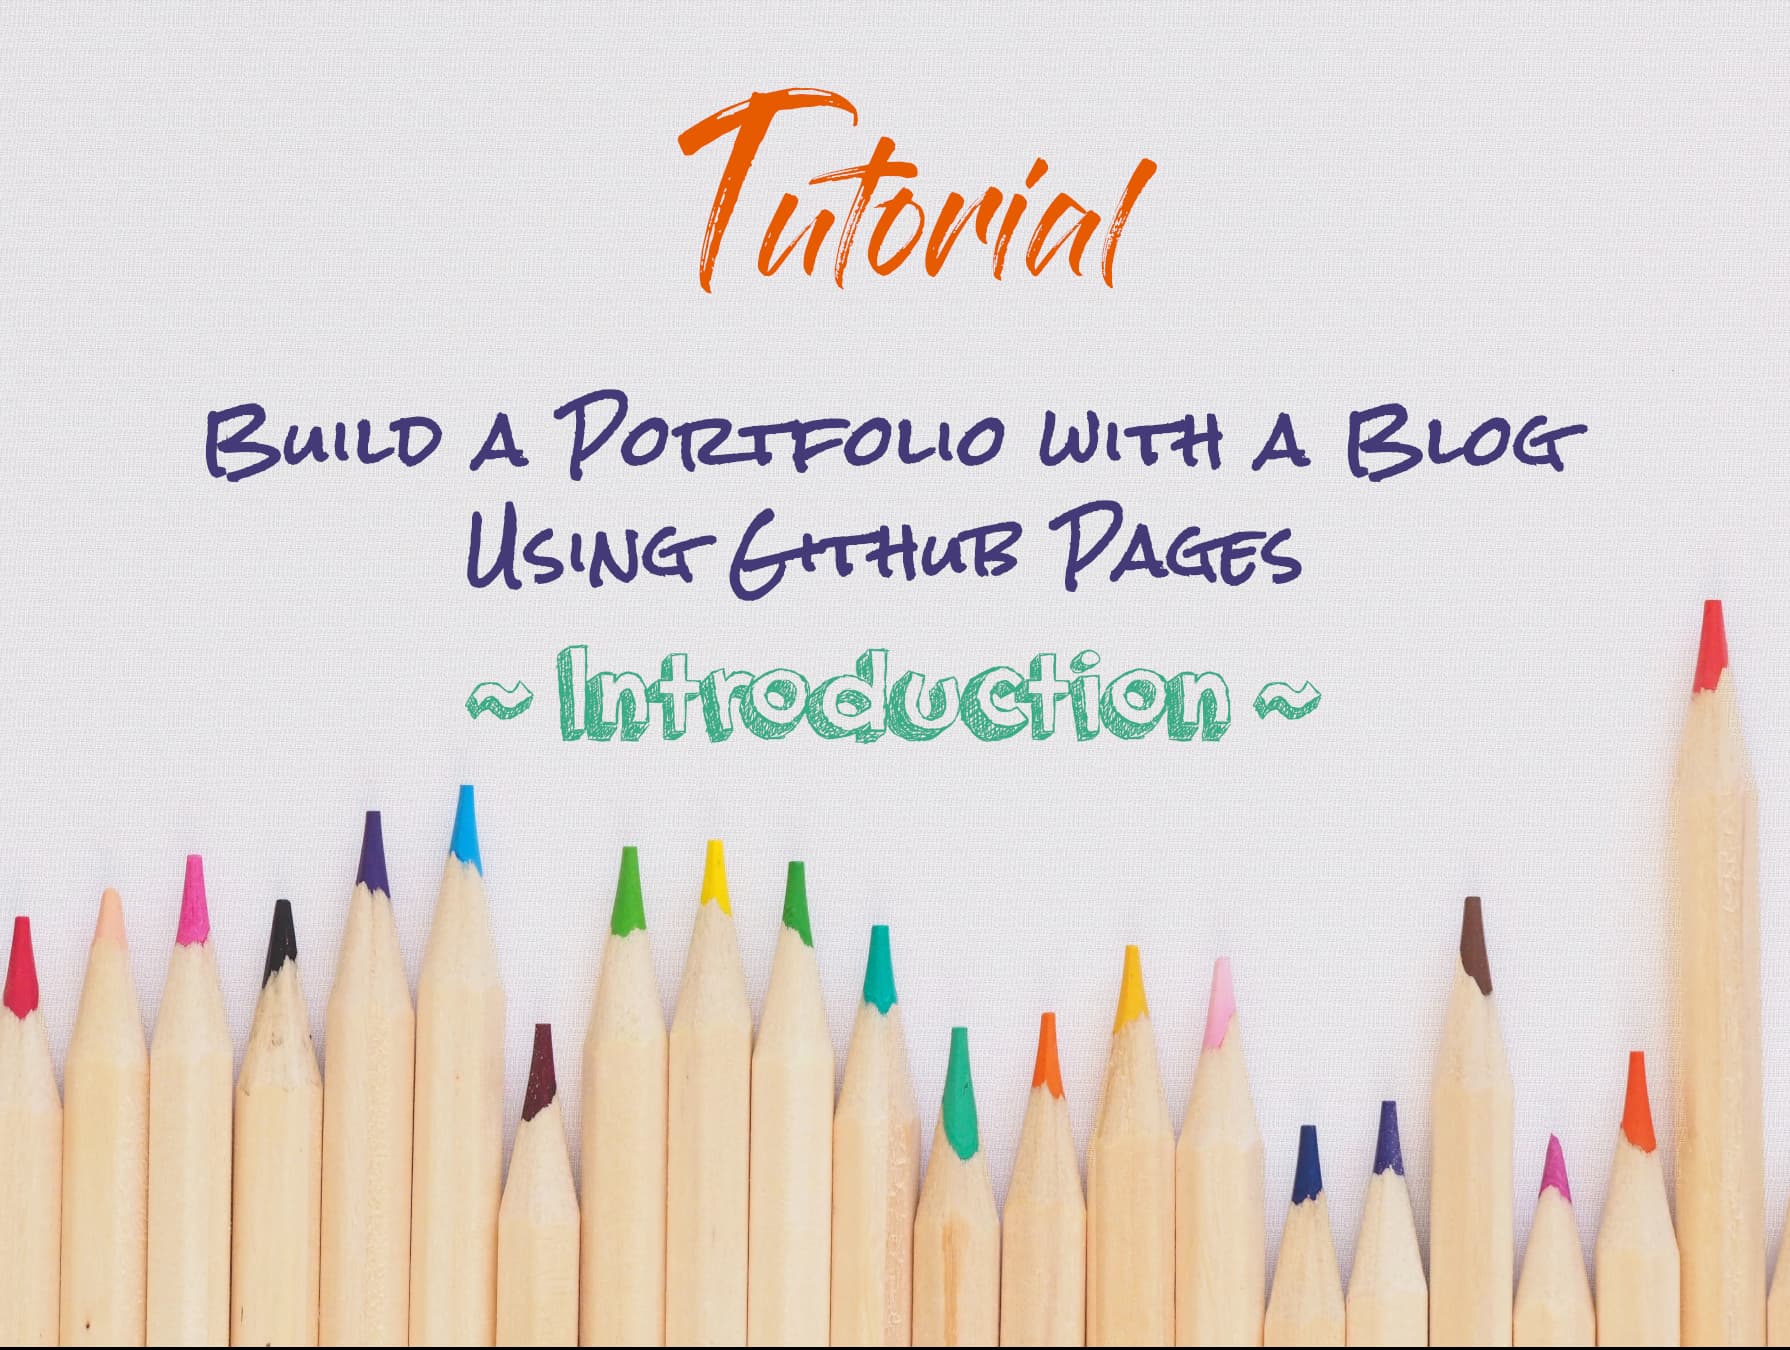 Tutorial
Build a Portfolio with a Blog
Using GitHub Pages
~ Introduction ~